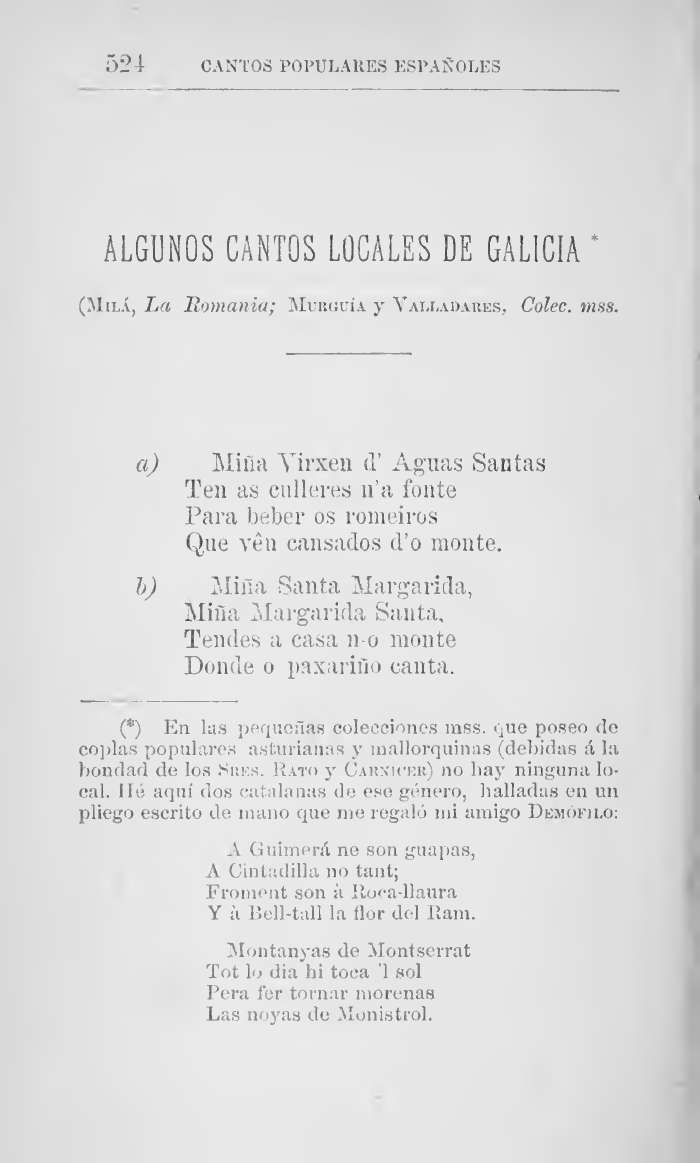 524 CANTOS POPULARES ESPAÑOLES
ALGUNOS CANTOS LOCALES DE GALICIA *
(MILÁ, La Romania; MURGUÍA y VALLADARES, Colec. mss.
a) Miña Virxen d' Aguas Santas
Ten as culleres n'a fonte
Para beber os romeiros
Que vên cansados d'o monte.
b) Miña Santa Margarida,
Miña Margarida Santa,
Tendes a casa n-o monte
Donde o paxariño canta.
(*) En las pequeñas colecciones mss. que poseo de
coplas populares asturianas y mallorquinas (debidas á la
bondad de los SRES. RATO y CARNICER) no hay ninguna lo-
cal. Hé aquí dos catalanas de ese género, halladas en un
pliego escrito de mano que me regaló mi amigo DEMÓFILO:
A Guimerá ne son guapas,
A Cintadilla no tant;
Froment son à Roca-llaura
Y à Bell-tall la flor del Ram.
Montanyas de Montserrat
Tot lo dia hi toca 'l sol
Pera fer tornar morenas
Las noyas de Monistrol.